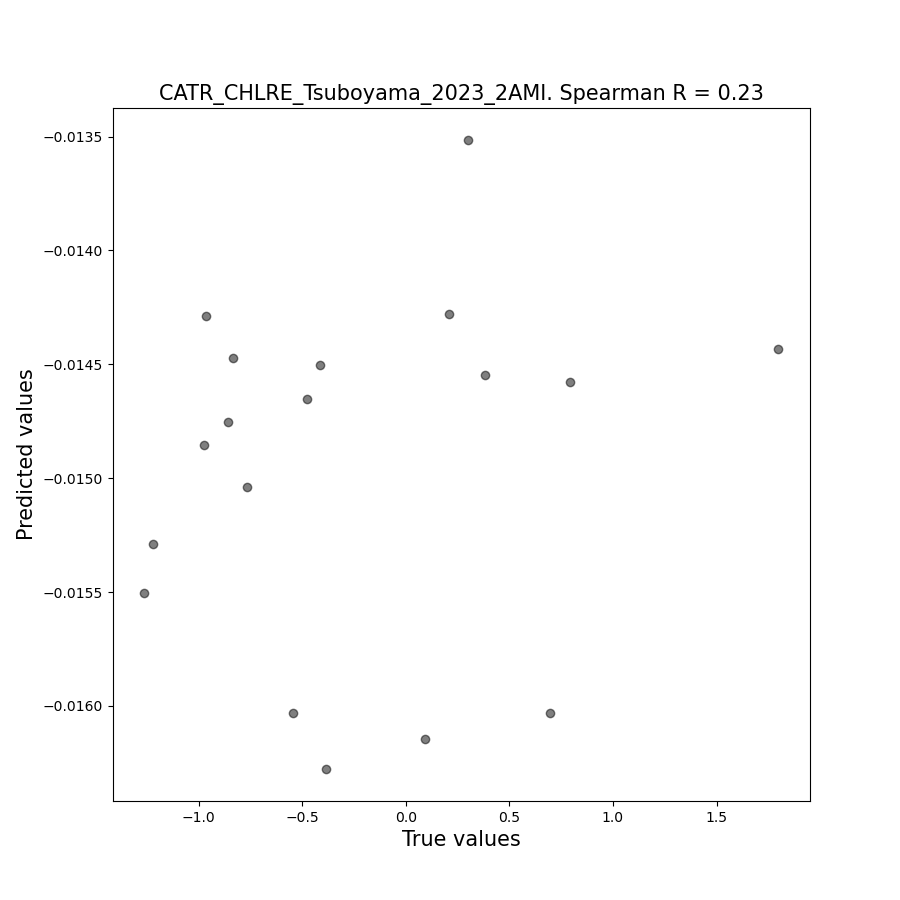 CATR_CHLRE_Tsuboyama_2023_2AMI. Spearman R = 0.23
−0.0135
−0.0140
−0.0145
−0.0150
−0.0155
−0.0160
Predicted values
−1.0 −0.5 0.0 0.5 1.0 1.5
True values